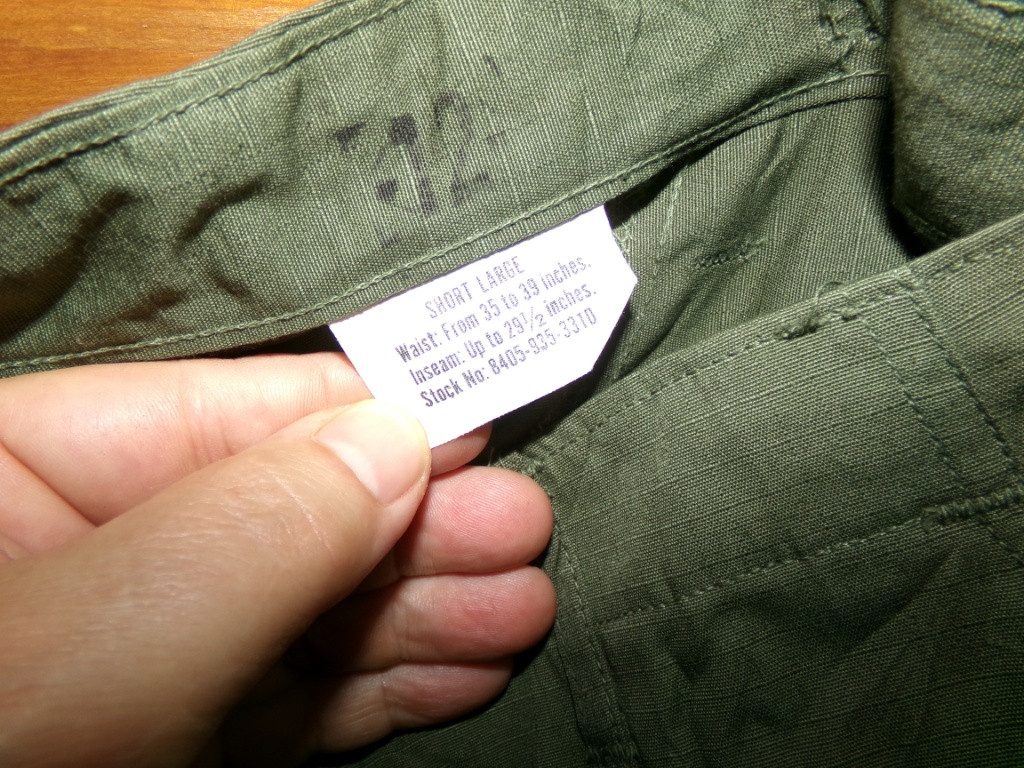 -12-
SHORT LARGE
Waist: From 35 to 39 inches.
Inseam: Up to 29½ inches.
Stock No: 8405-935-3310